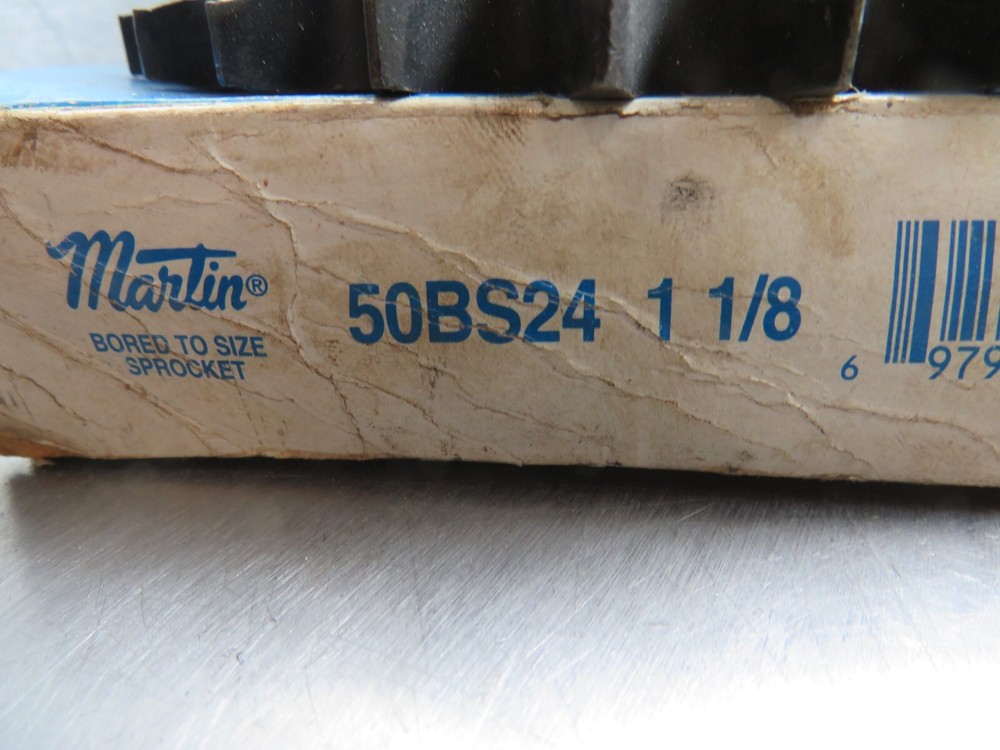 Martin®
BORED TO SIZE
SPROCKET
50BS24 1 1/8
6 979